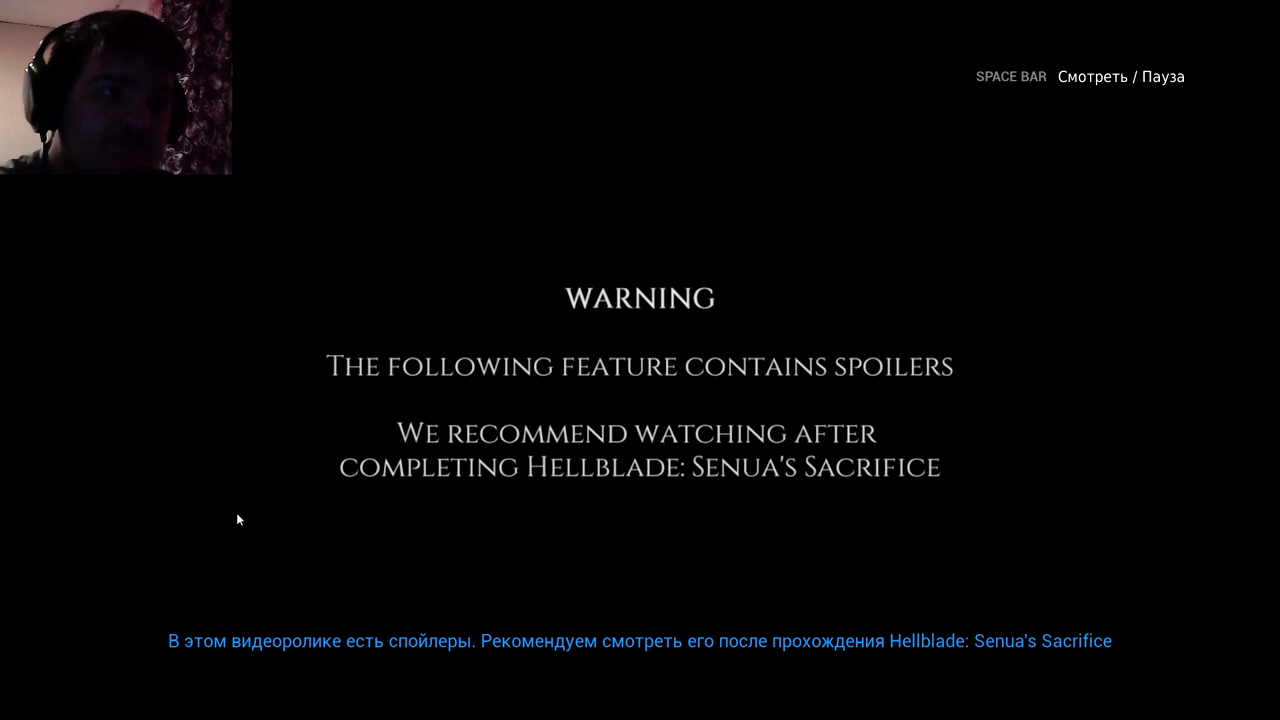 SPACE BAR Смотреть / Пауза
WARNING
THE FOLLOWING FEATURE CONTAINS SPOILERS
WE RECOMMEND WATCHING AFTER
COMPLETING HELLBLADE: SENUA'S SACRIFICE
В этом видеоролике есть спойлеры. Рекомендуем смотреть его после прохождения Hellblade: Senua's Sacrifice